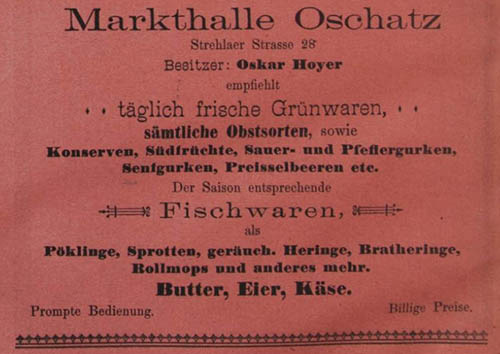 Markthalle Oschatz
Strehlaer Strasse 28
Besitzer: Oskar Hoyer
empfiehlt
täglich frische Grünwaren,
sämtliche Obstsorten, sowie
Konserven, Südfrüchte, Sauer- und Pfeffergurken,
Senfgurken, Preisselbeeren etc.
Der Saison entsprechende
Fischwaren,
als
Pöklinge, Sprotten, geräuch. Heringe, Bratheringe,
Rollmops und anderes mehr.
Butter, Eier, Käse.
Prompte Bedienung. Billige Preise.